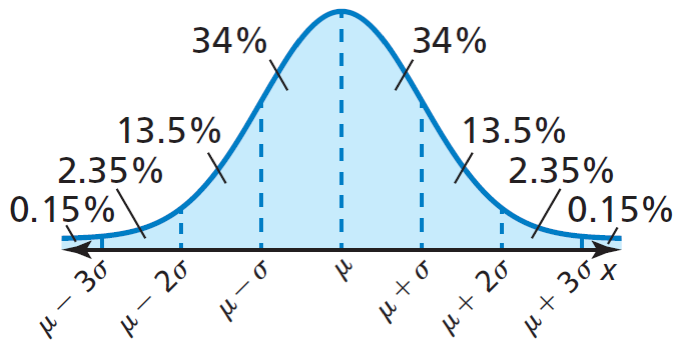 34% 34%
13.5% 13.5%
2.35% 2.35%
0.15% 0.15%
μ − 3σ μ − 2σ μ − σ μ μ + σ μ + 2σ μ + 3σ x